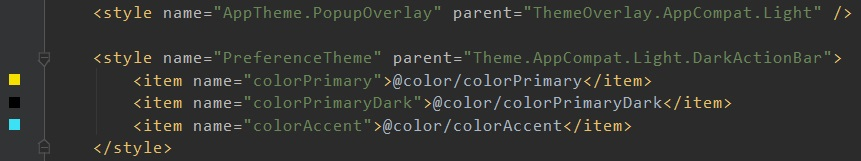 <style name="AppTheme.PopupOverlay" parent="ThemeOverlay.AppCompat.Light" />
<style name="PreferenceTheme" parent="Theme.AppCompat.Light.DarkActionBar">
<item name="colorPrimary">@color/colorPrimary</item>
<item name="colorPrimaryDark">@color/colorPrimaryDark</item>
<item name="colorAccent">@color/colorAccent</item>
</style>